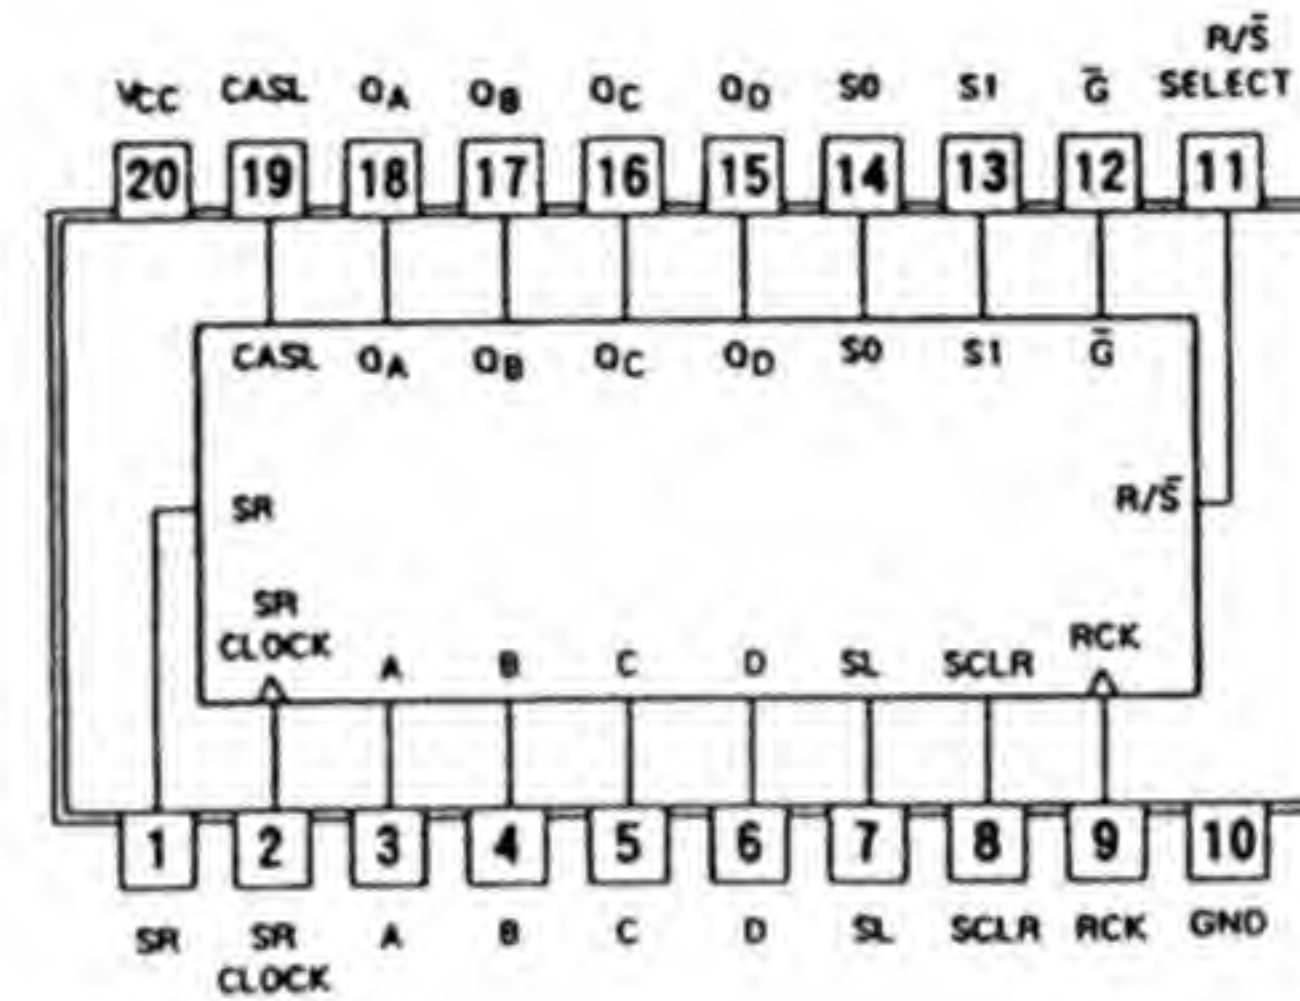 R/S̄
VCC CASL QA QB QC QD S0 S1 Ḡ SELECT
20 19 18 17 16 15 14 13 12 11
CASL QA QB QC QD S0 S1 Ḡ
SR R/S̄
SR
CLOCK A B C D SL SCLR RCK
1 2 3 4 5 6 7 8 9 10
SR SR A B C D SL SCLR RCK GND
CLOCK